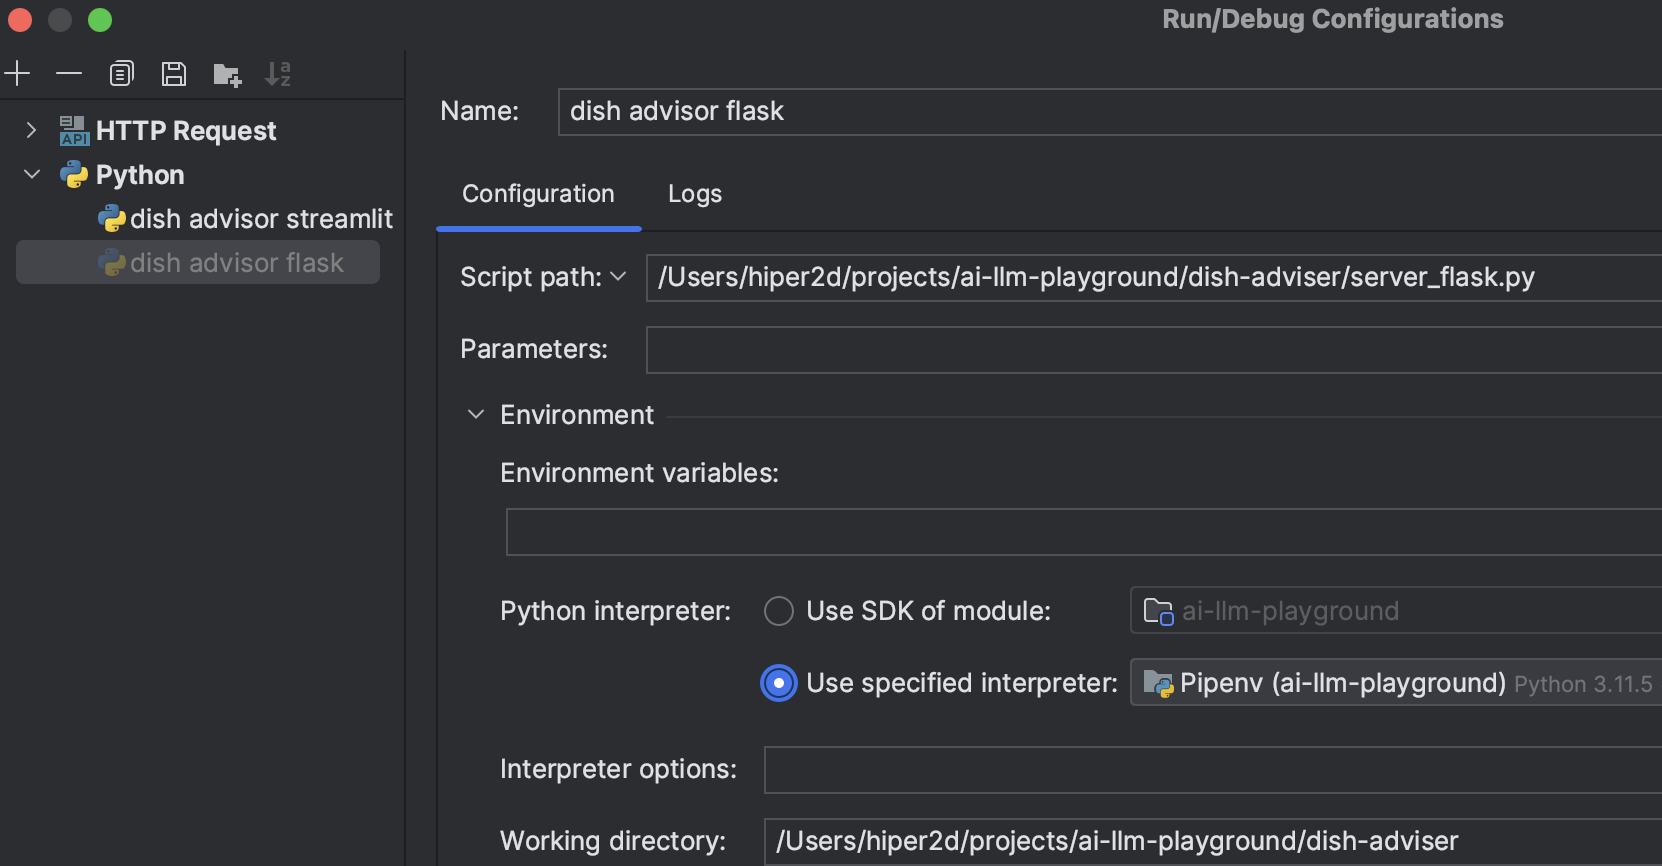 Run/Debug Configurations
HTTP Request
API
Python
dish advisor streamlit
dish advisor flask
Name: dish advisor flask
Configuration Logs
Script path: /Users/hiper2d/projects/ai-llm-playground/dish-adviser/server_flask.py
Parameters:
Environment
Environment variables:
Python interpreter: Use SDK of module: ai-llm-playground
Use specified interpreter: Pipenv (ai-llm-playground) Python 3.11.5
Interpreter options:
Working directory: /Users/hiper2d/projects/ai-llm-playground/dish-adviser